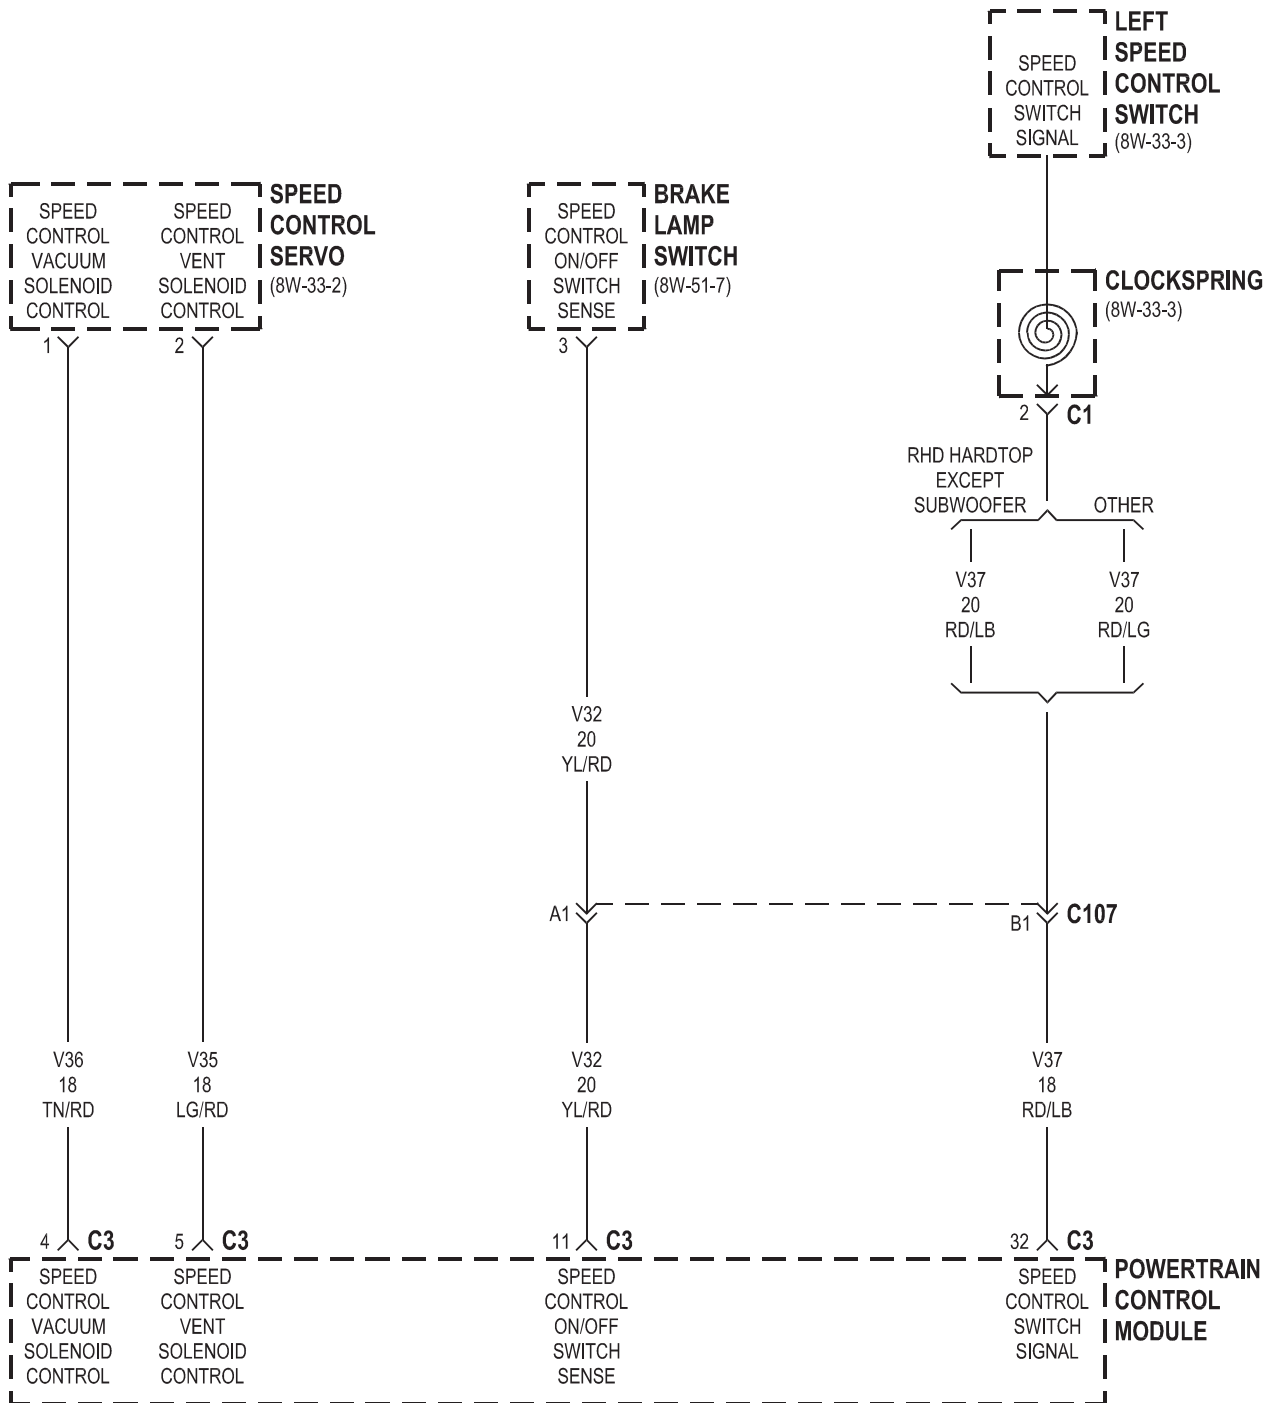 LEFT
SPEED
CONTROL
SWITCH
(8W-33-3)
SPEED
CONTROL
SWITCH
SIGNAL
SPEED
CONTROL
VACUUM
SOLENOID
CONTROL
SPEED
CONTROL
VENT
SOLENOID
CONTROL
SPEED
CONTROL
SERVO
(8W-33-2)
SPEED
CONTROL
ON/OFF
SWITCH
SENSE
BRAKE
LAMP
SWITCH
(8W-51-7)
CLOCKSPRING
(8W-33-3)
1
2
3
2
C1
RHD HARDTOP
EXCEPT
SUBWOOFER
OTHER
V37
20
RD/LB
V37
20
RD/LG
V32
20
YL/RD
A1
B1
C107
V36
18
TN/RD
V35
18
LG/RD
V32
20
YL/RD
V37
18
RD/LB
4
C3
5
C3
11
C3
32
C3
SPEED
CONTROL
VACUUM
SOLENOID
CONTROL
SPEED
CONTROL
VENT
SOLENOID
CONTROL
SPEED
CONTROL
ON/OFF
SWITCH
SENSE
SPEED
CONTROL
SWITCH
SIGNAL
POWERTRAIN
CONTROL
MODULE